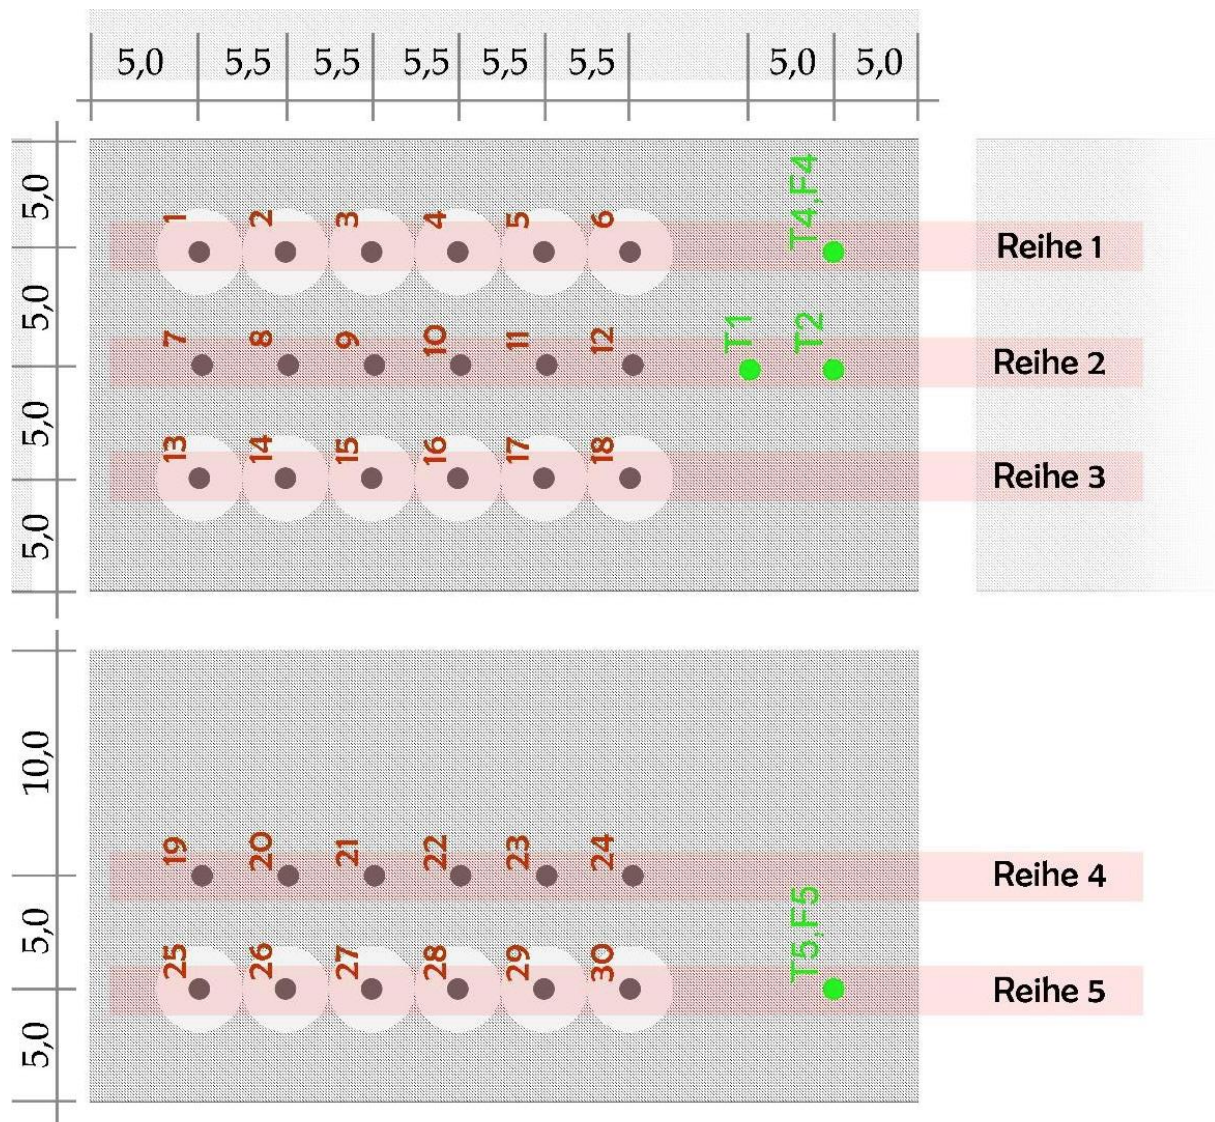 5,0 5,5 5,5 5,5 5,5 5,5 5,0 5,0
5,0
T4,F4
1 2 3 4 5 6
Reihe 1
5,0
T1 T2
7 8 9 10 11 12
Reihe 2
5,0
13 14 15 16 17 18
Reihe 3
5,0
10,0
19 20 21 22 23 24
Reihe 4
5,0
T5,F5
25 26 27 28 29 30
Reihe 5
5,0